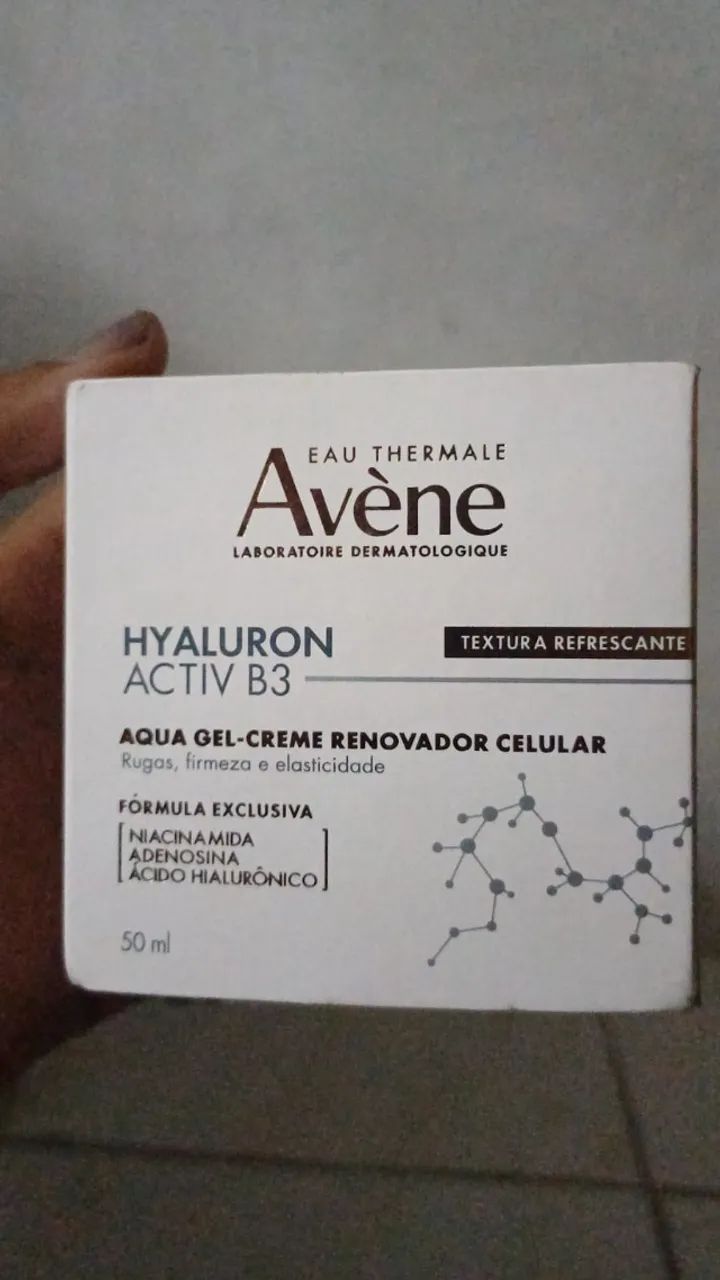 EAU THERMALE
Avène
LABORATOIRE DERMATOLOGIQUE
HYALURON
ACTIV B3
TEXTURA REFRESCANTE
AQUA GEL-CREME RENOVADOR CELULAR
Rugas, firmeza e elasticidade
FÓRMULA EXCLUSIVA
NIACINAMIDA
ADENOSINA
ÁCIDO HIALURÔNICO
50 ml